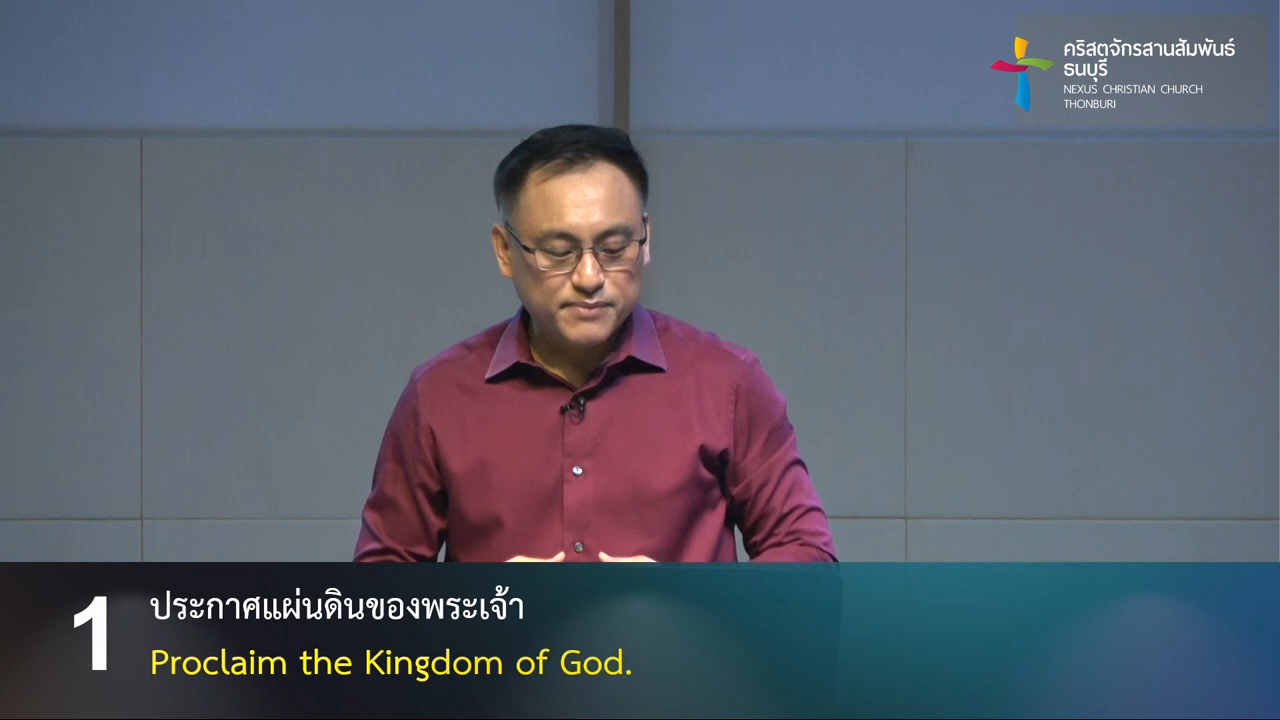 คริสตจักรสานสัมพันธ์
ธนบุรี
NEXUS CHRISTIAN CHURCH
THONBURI
1
ประกาศแผ่นดินของพระเจ้า
Proclaim the Kingdom of God.